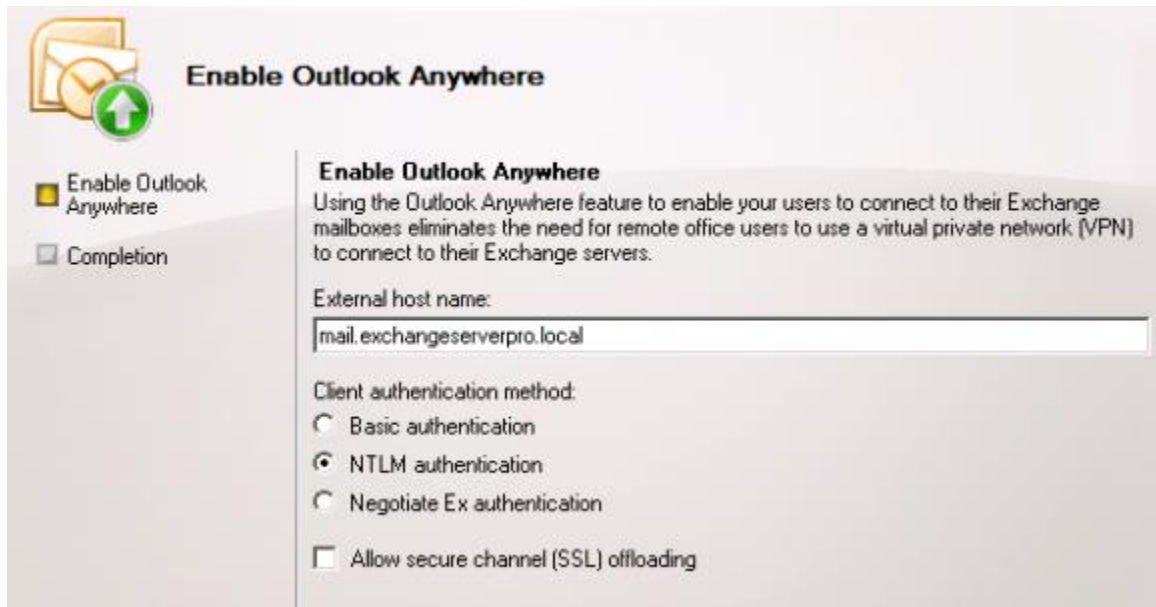 Enable Outlook Anywhere
Enable Outlook
Anywhere
Completion
Enable Outlook Anywhere
Using the Outlook Anywhere feature to enable your users to connect to their Exchange
mailboxes eliminates the need for remote office users to use a virtual private network (VPN)
to connect to their Exchange servers.
External host name:
mail.exchangeserverpro.local
Client authentication method:
Basic authentication
NTLM authentication
Negotiate Ex authentication
Allow secure channel (SSL) offloading